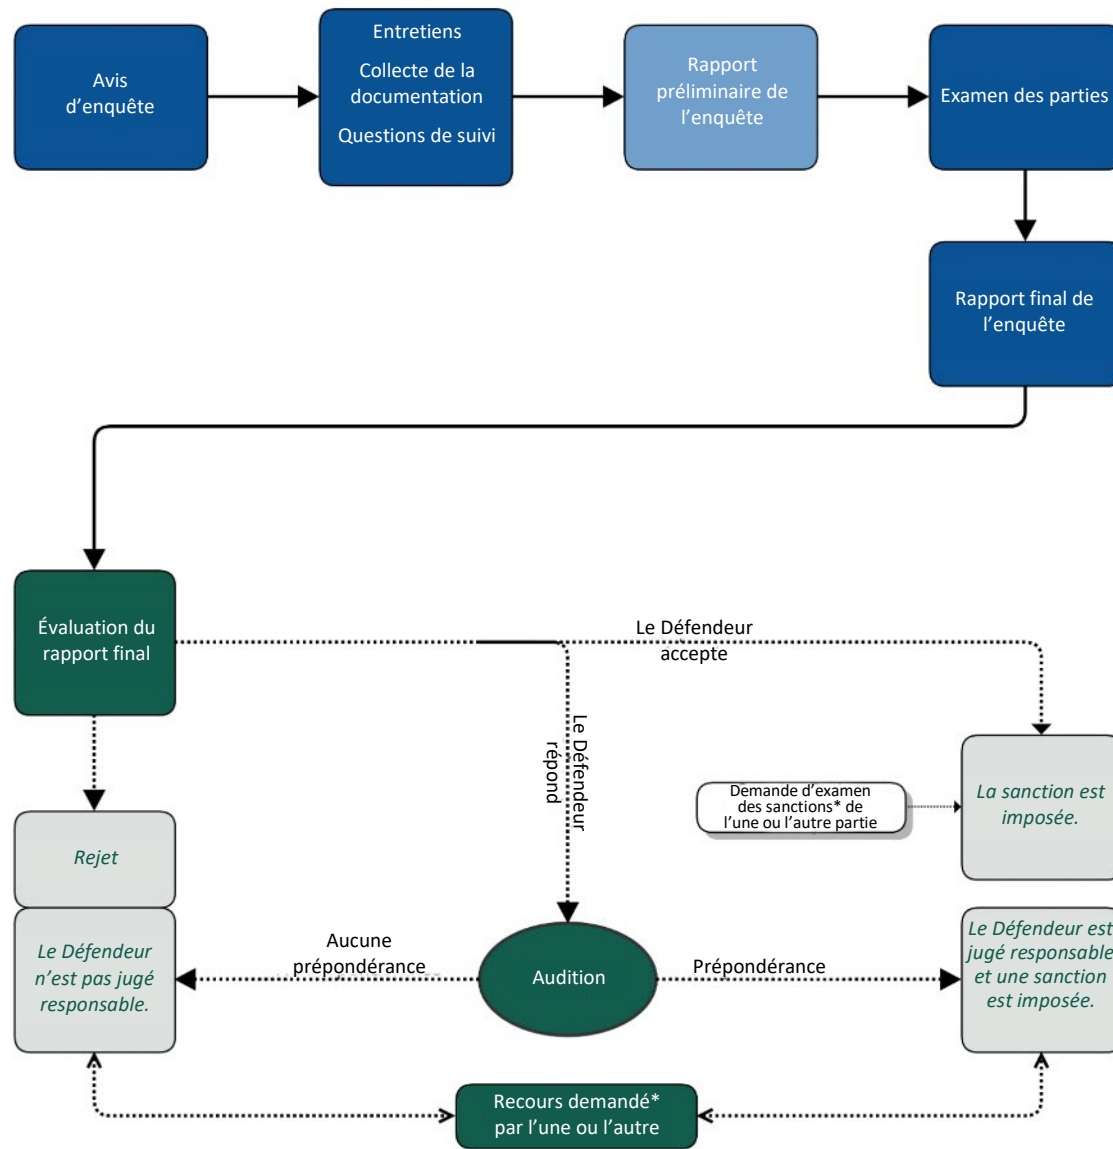 Avis
d’enquête
Entretiens
Collecte de la
documentation
Questions de suivi
Rapport
préliminaire de
l’enquête
Examen des parties
Rapport final de
l’enquête
Évaluation du
rapport final
Le Défendeur
accepte
Le Défendeur
répond
Demande d’examen
des sanctions* de
l’une ou l’autre partie
La sanction est
imposée.
Rejet
Le Défendeur
n’est pas jugé
responsable.
Aucune
prépondérance
Audition
Prépondérance
Le Défendeur est
jugé responsable
et une sanction
est imposée.
Recours demandé*
par l’une ou l’autre